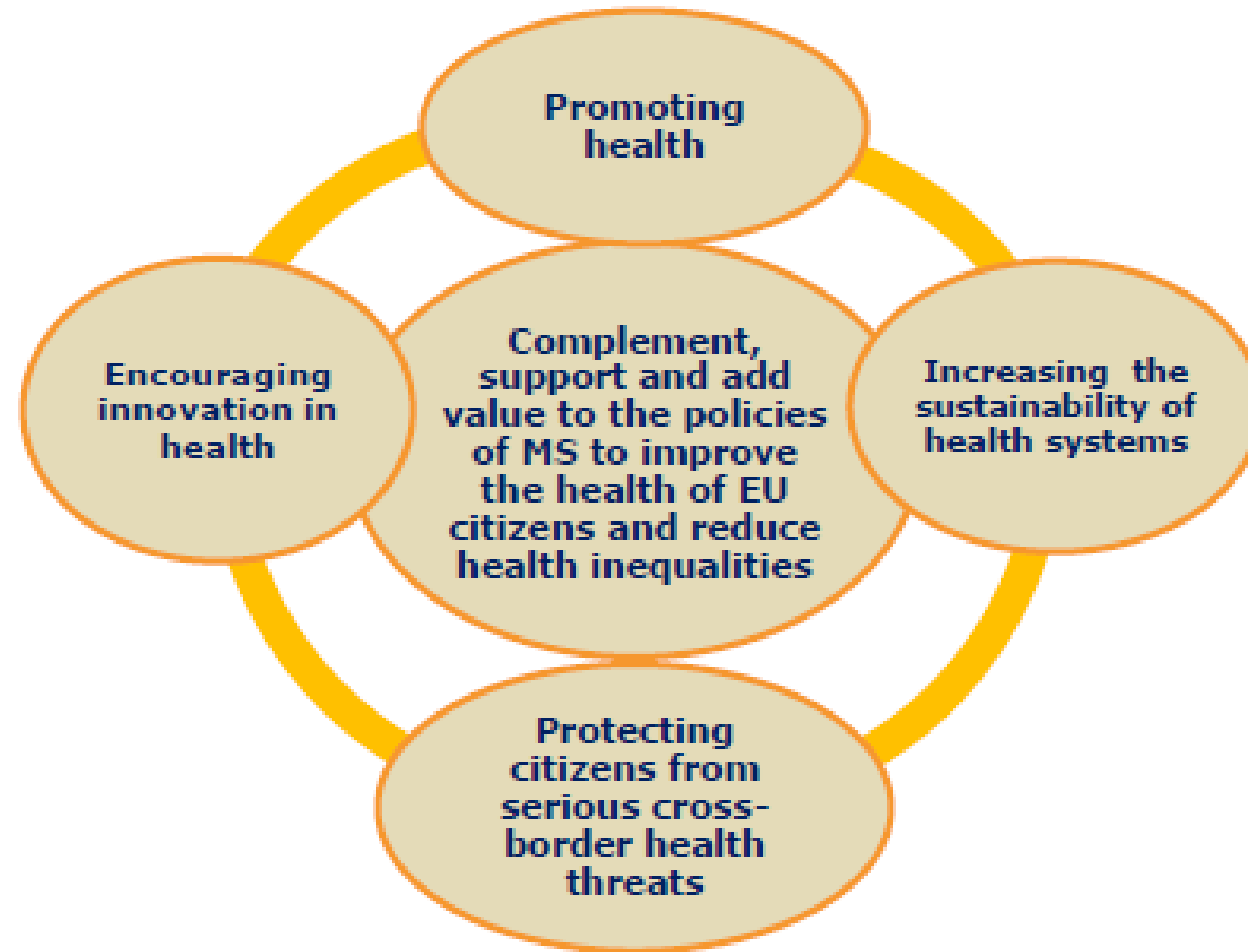 Promoting
health
Encouraging
innovation in
health
Complement,
support and add
value to the policies
of MS to improve
the health of EU
citizens and reduce
health inequalities
Increasing the
sustainability of
health systems
Protecting
citizens from
serious cross-
border health
threats